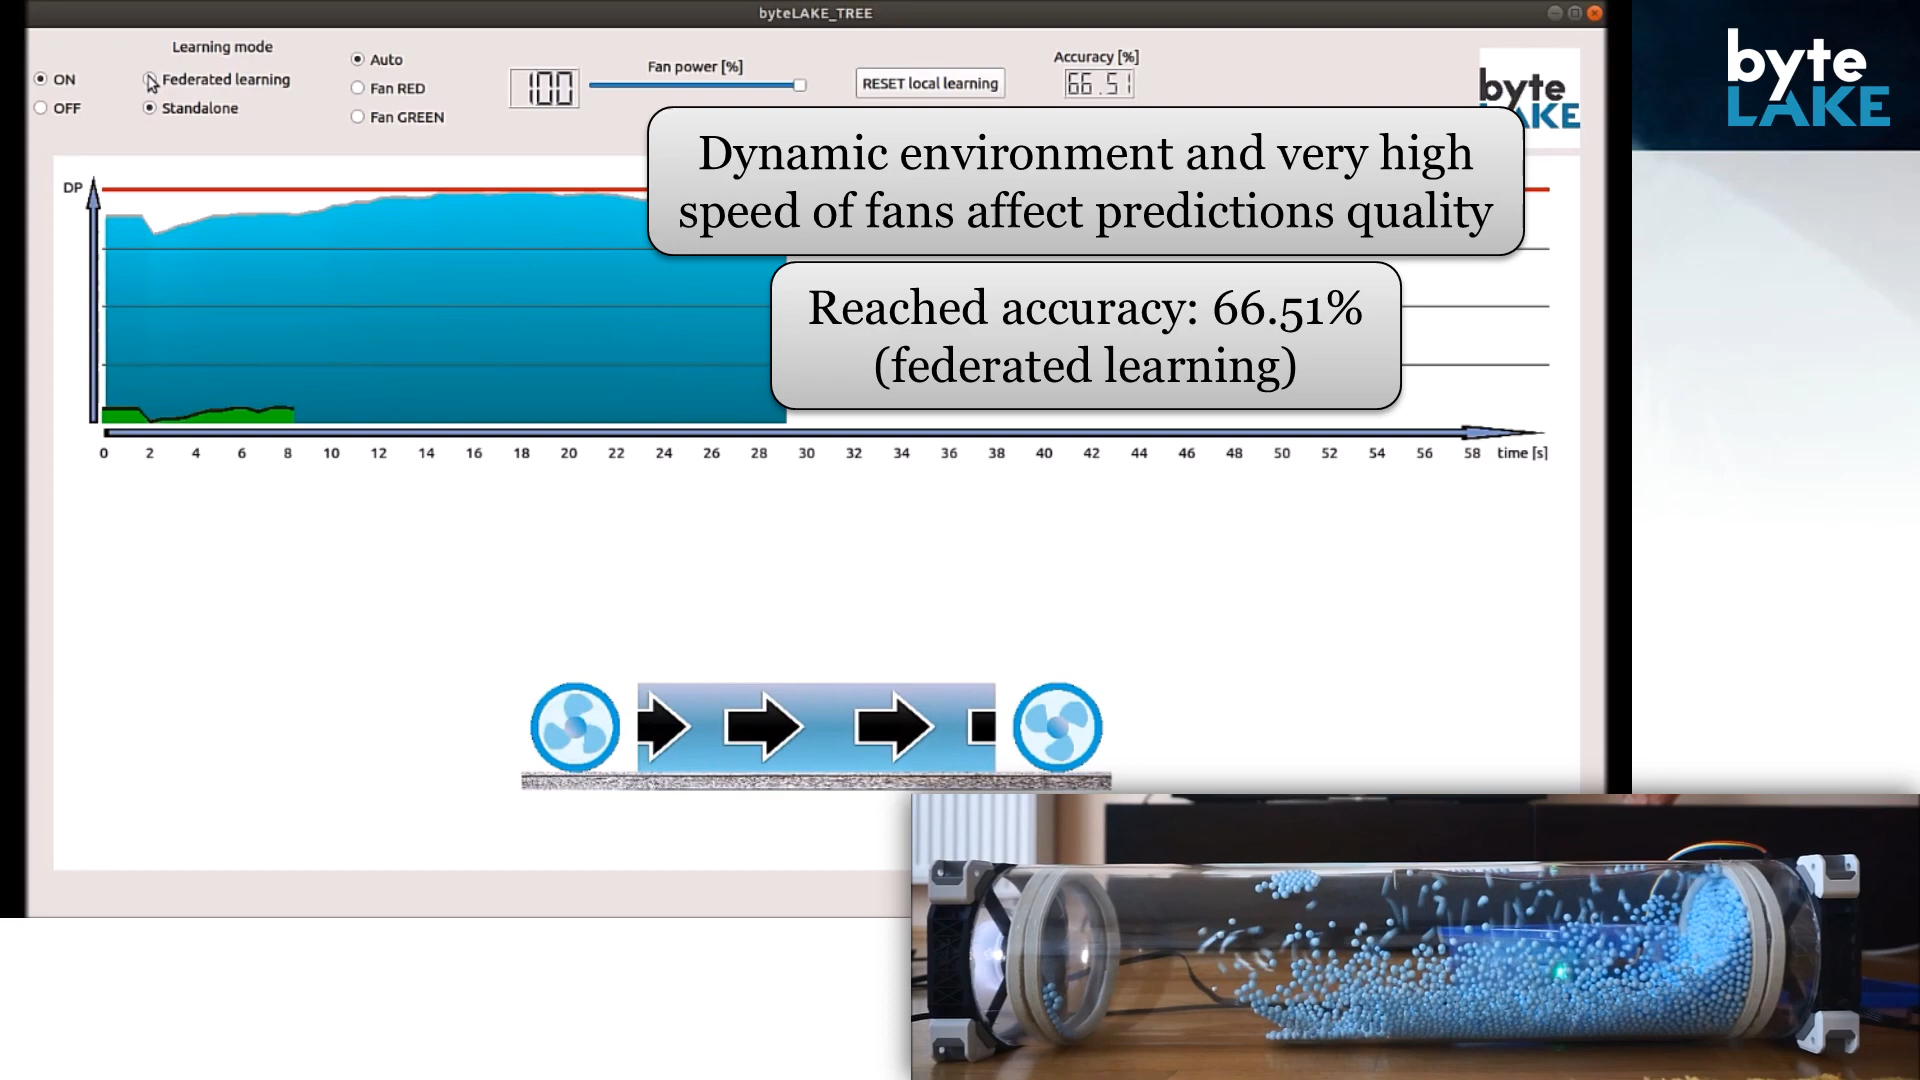 byteLAKE_TREE
Learning mode
ON
OFF
Federated learning
Standalone
Auto
Fan RED
Fan GREEN
100
Fan power [%]
RESET local learning
Accuracy [%]
66.51
byte
LAKE
byte
LAKE
Dynamic environment and very high
speed of fans affect predictions quality
Reached accuracy: 66.51%
(federated learning)
DP
0 2 4 6 8 10 12 14 16 18 20 22 24 26 28 30 32 34 36 38 40 42 44 46 48 50 52 54 56 58 time [s]